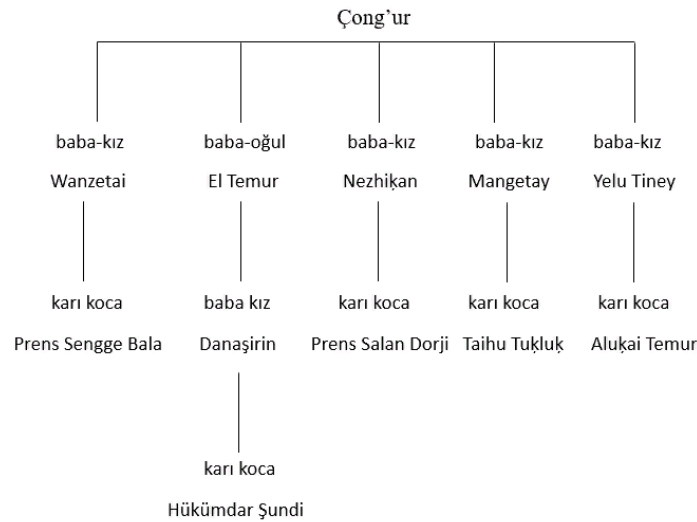 Çong’ur
baba-kız baba-oğul baba-kız baba-kız baba-kız
Wanzetai El Temur Nezhiḳan Mangetay Yelu Tiney
karı koca baba kız karı koca karı koca karı koca
Prens Sengge Bala Danaşirin Prens Salan Dorji Taihu Tuḳluḳ Aluḳai Temur
karı koca
Hükümdar Şundi